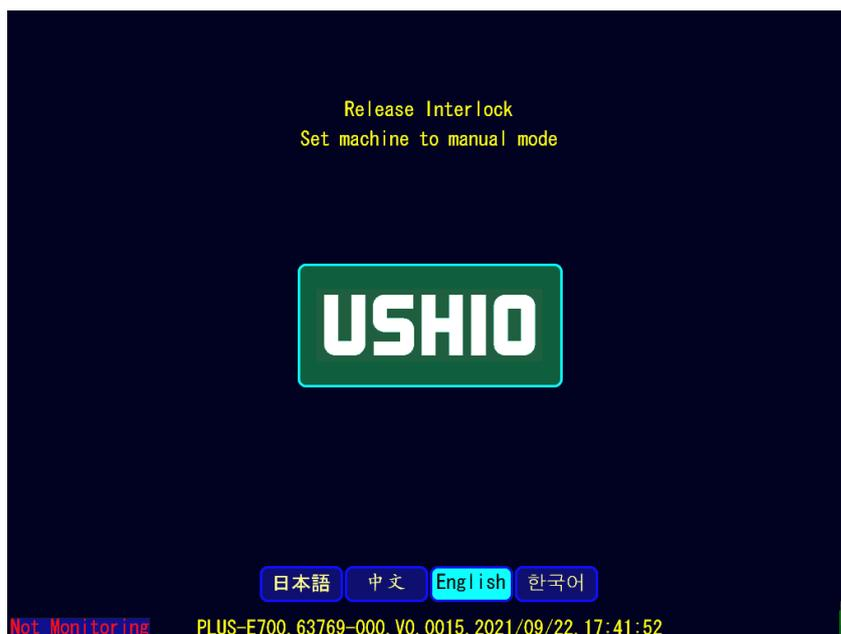 Release Interlock
Set machine to manual mode
USHIO
日本語 中文 English 한국어
Not Monitoring PLUS-E700.63769-000.V0.0015.2021/09/22.17:41:52